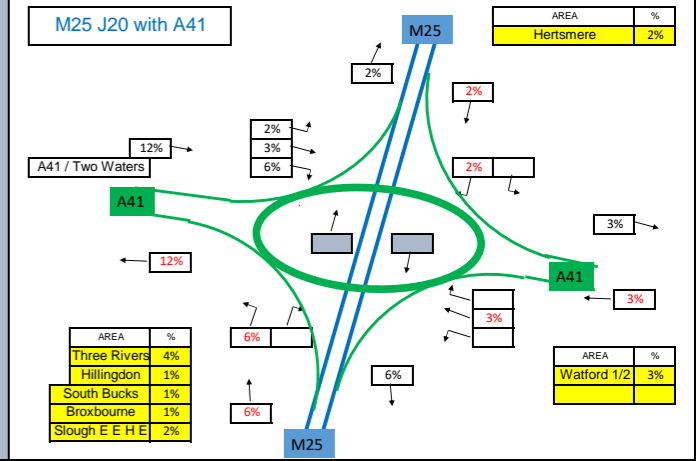 M25 J20 with A41
M25
AREA %
Hertsmere 2%
2%
2%
2%
3%
6%
12%
A41 / Two Waters
2%
A41
3%
A41
12%
3%
3%
6%
AREA %
Three Rivers 4%
Hillingdon 1%
South Bucks 1%
Broxbourne 1%
Slough E E H E 2%
6%
6%
M25
AREA %
Watford 1/2 3%